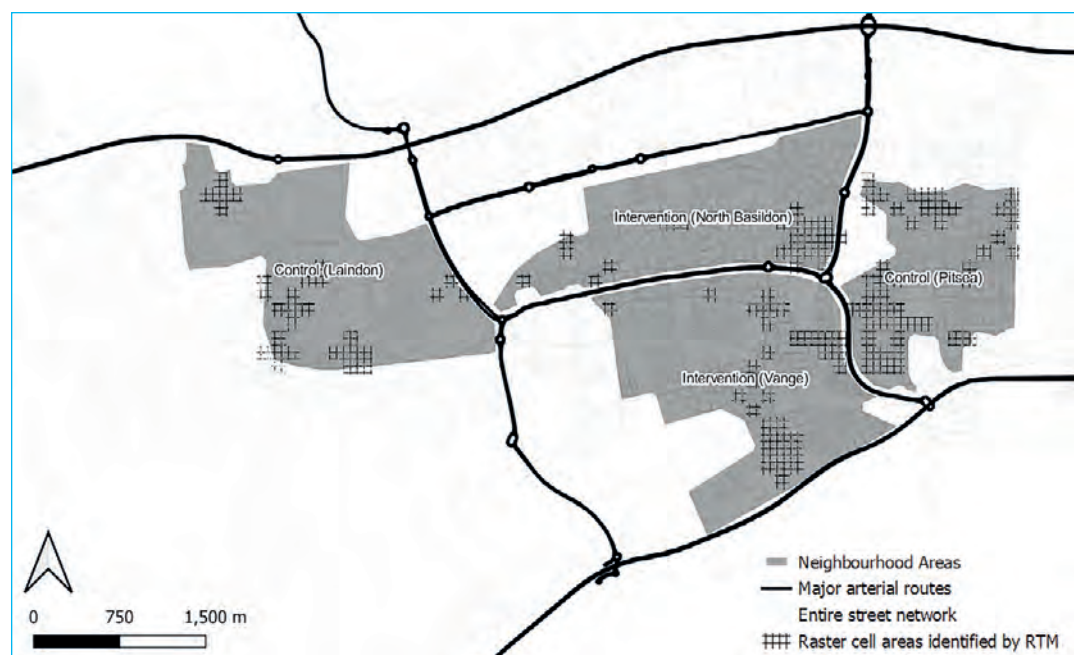 Intervention (North Basildon)
Control (Laindon)
Control (Pitsea)
Intervention (Vange)
Neighbourhood Areas
Major arterial routes
Entire street network
Raster cell areas identified by RTM
0 750 1,500 m